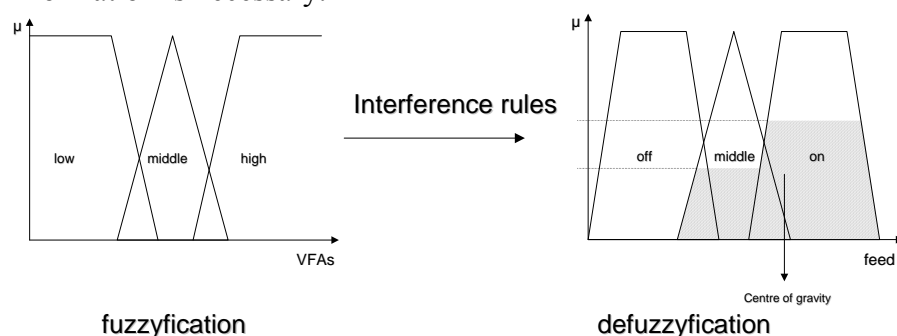 μ
low
middle
high
VFAs
fuzzyfication
Interference rules
μ
off
middle
on
feed
Centre of gravity
defuzzyfication